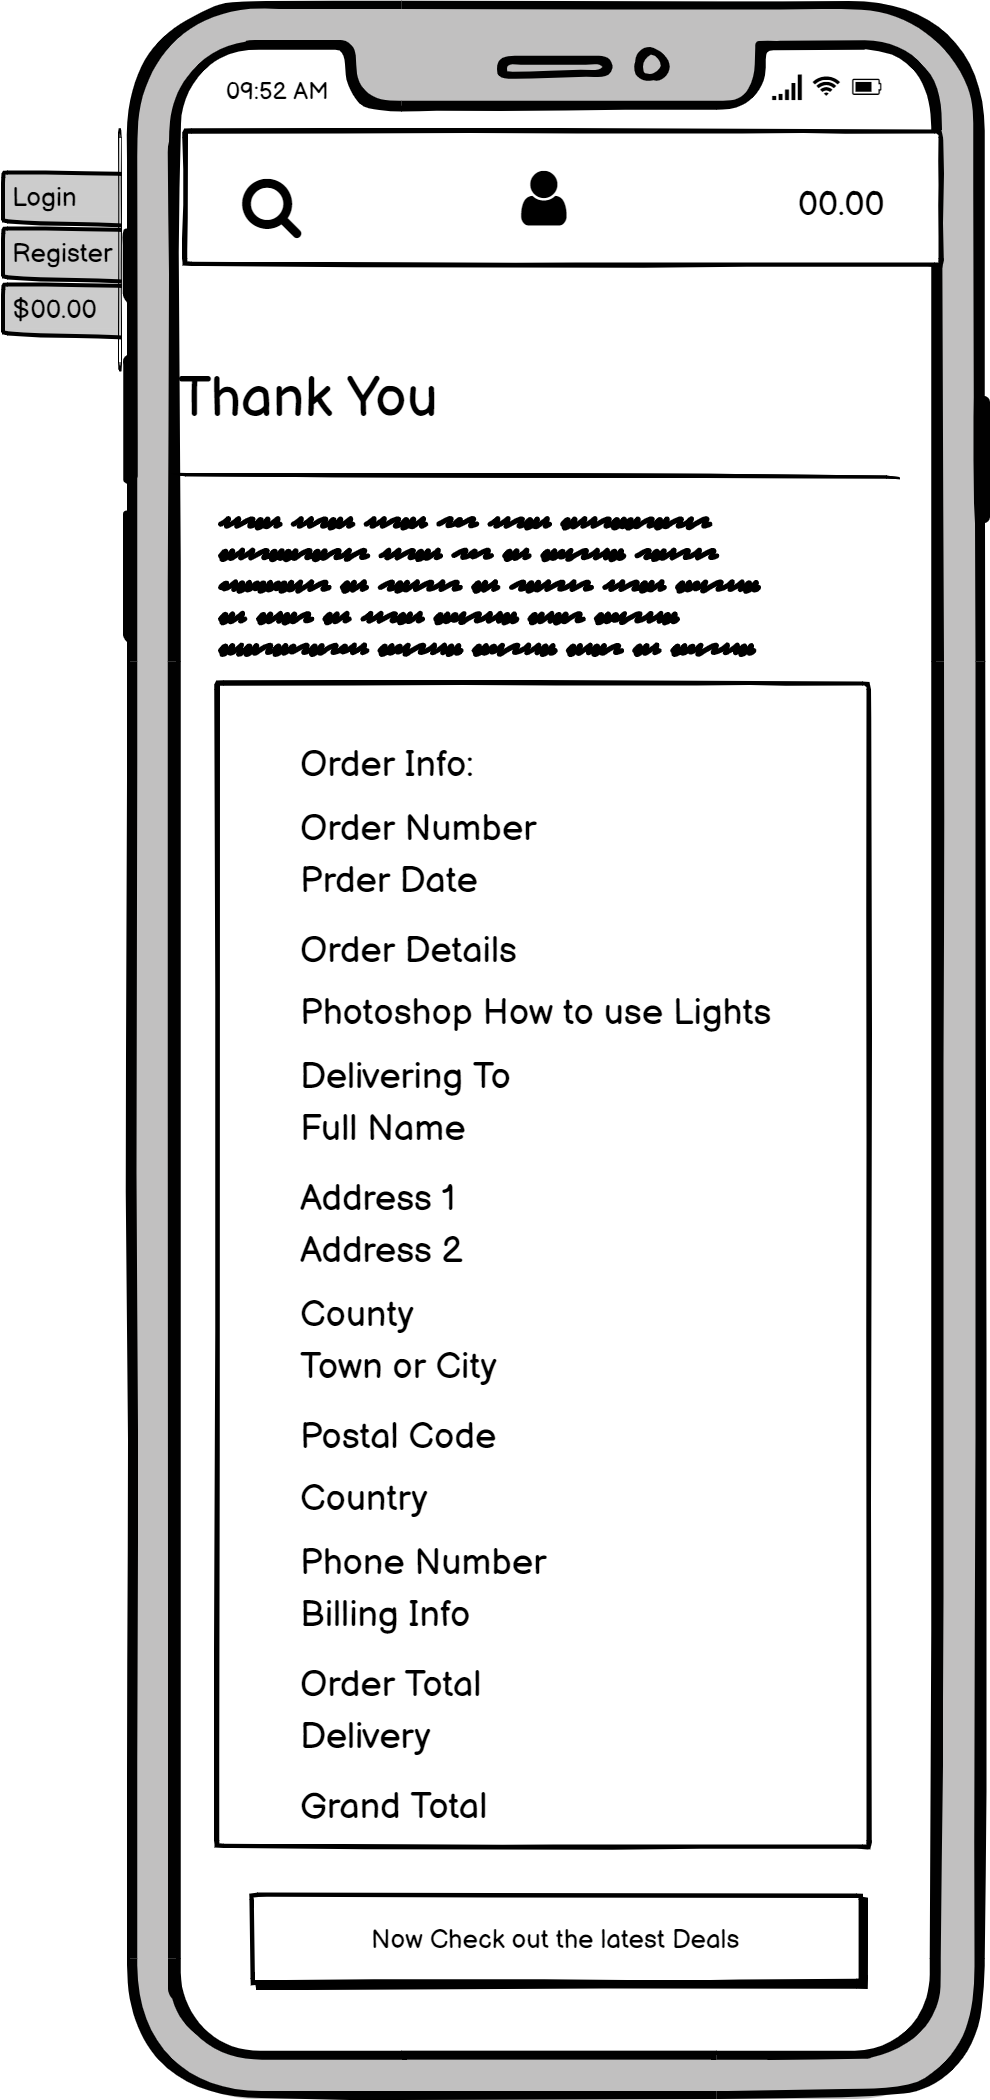 09:52 AM
Login
Register
$00.00
00.00
Thank You
Order Info:
Order Number
Prder Date
Order Details
Photoshop How to use Lights
Delivering To
Full Name
Address 1
Address 2
County
Town or City
Postal Code
Country
Phone Number
Billing Info
Order Total
Delivery
Grand Total
Now Check out the latest Deals